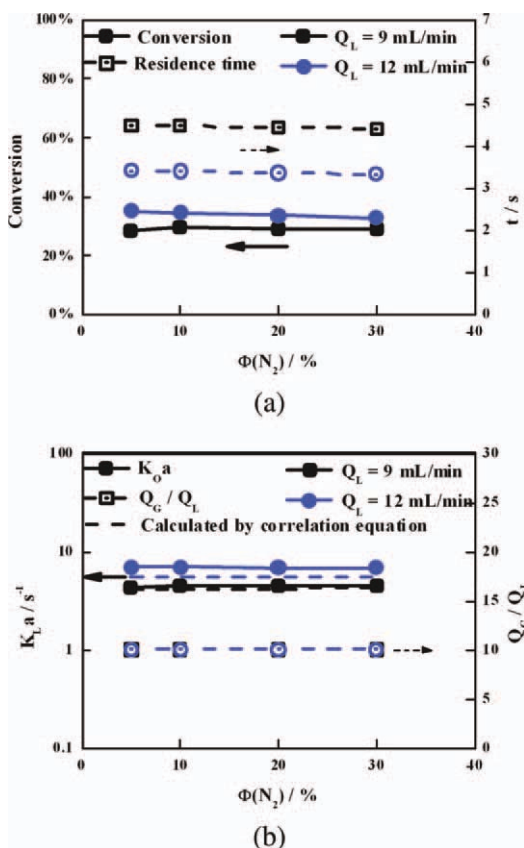 100%
80%
60%
40%
20%
0%
Conversion
Conversion
Residence time
Q_L = 9 mL/min
Q_L = 12 mL/min
7
6
5
4
3
2
1
0
t / s
0
10
20
30
40
Φ(N₂) / %
(a)
100
10
1
0.1
K_L a / s⁻¹
K_O a
Q_G / Q_L
Calculated by correlation equation
Q_L = 9 mL/min
Q_L = 12 mL/min
30
25
20
15
10
5
0
Q_G / Q_L
0
10
20
30
40
Φ(N₂) / %
(b)